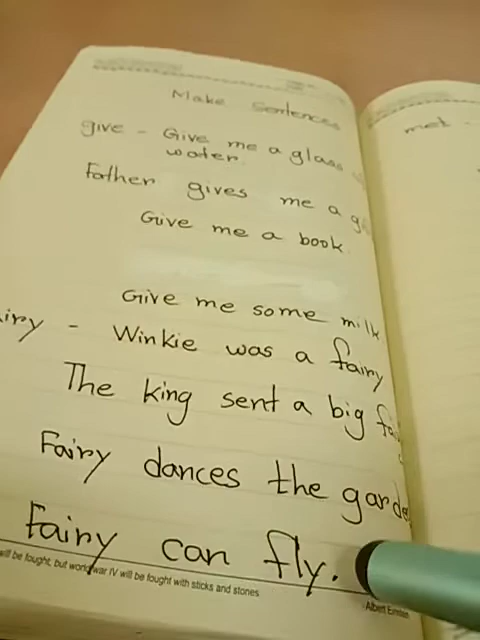 Make Sentences
give - Give me a glass
water.
Father gives me a
Give me a book.
Give me some milk
- Winkie was a fairy
The king sent a big
Fairy dances the
Fairy can fly.
will be fought, but world war IV will be fought with sticks and stones
Albert Einstein
met -